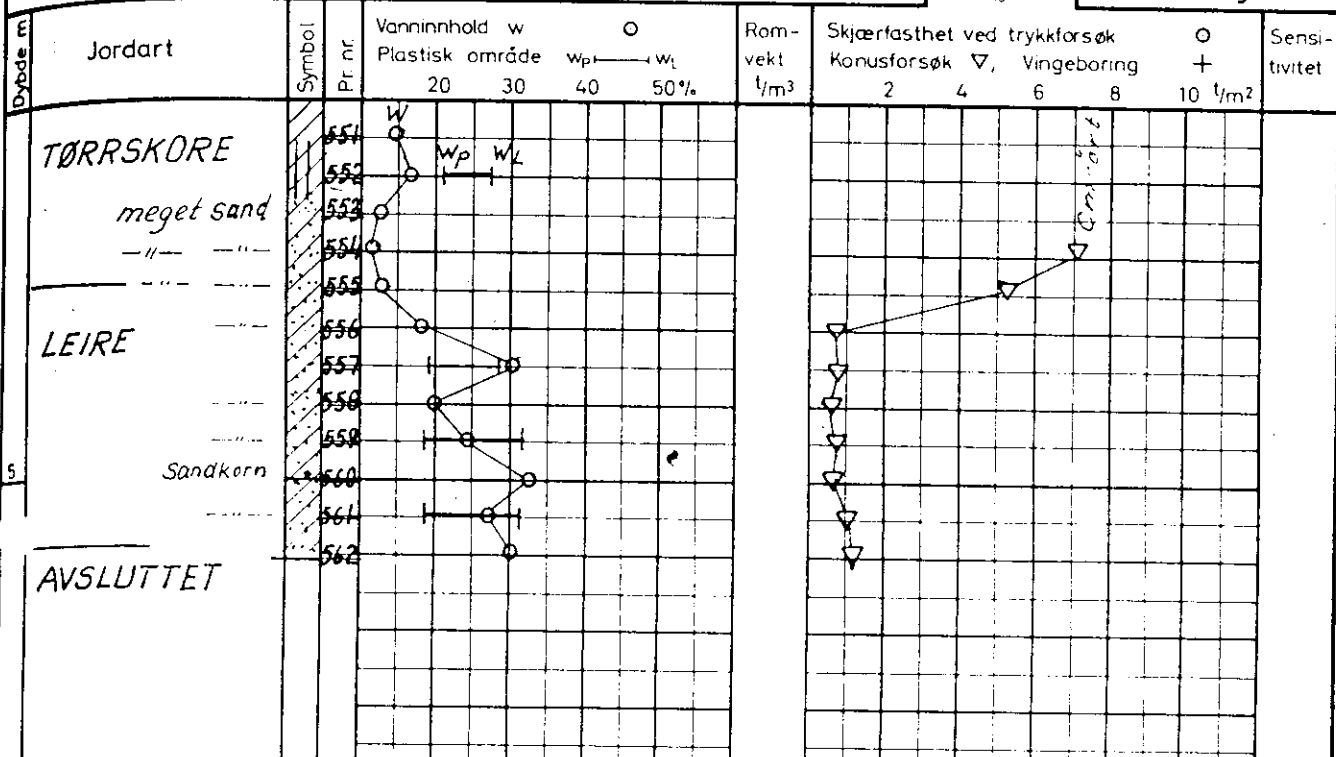 Dybde m
Jordart
Symbol
Pr. nr.
Vanninnhold w
Plastisk område wP wL
20 30 40 50%
Rom-
vekt
t/m³
Skjærfasthet ved trykkforsøk
Konusforsøk ▽, Vingeboring +
2 4 6 8 10 t/m²
Sensi-
tivitet
TØRRSKORE
meget sand
—"— —"—
—"— —"—
LEIRE
—"—
—"—
—"—
Sandkorn
—"—
AVSLUTTET
5
551
552
553
554
555
556
557
558
559
560
561
562
W
WP WL